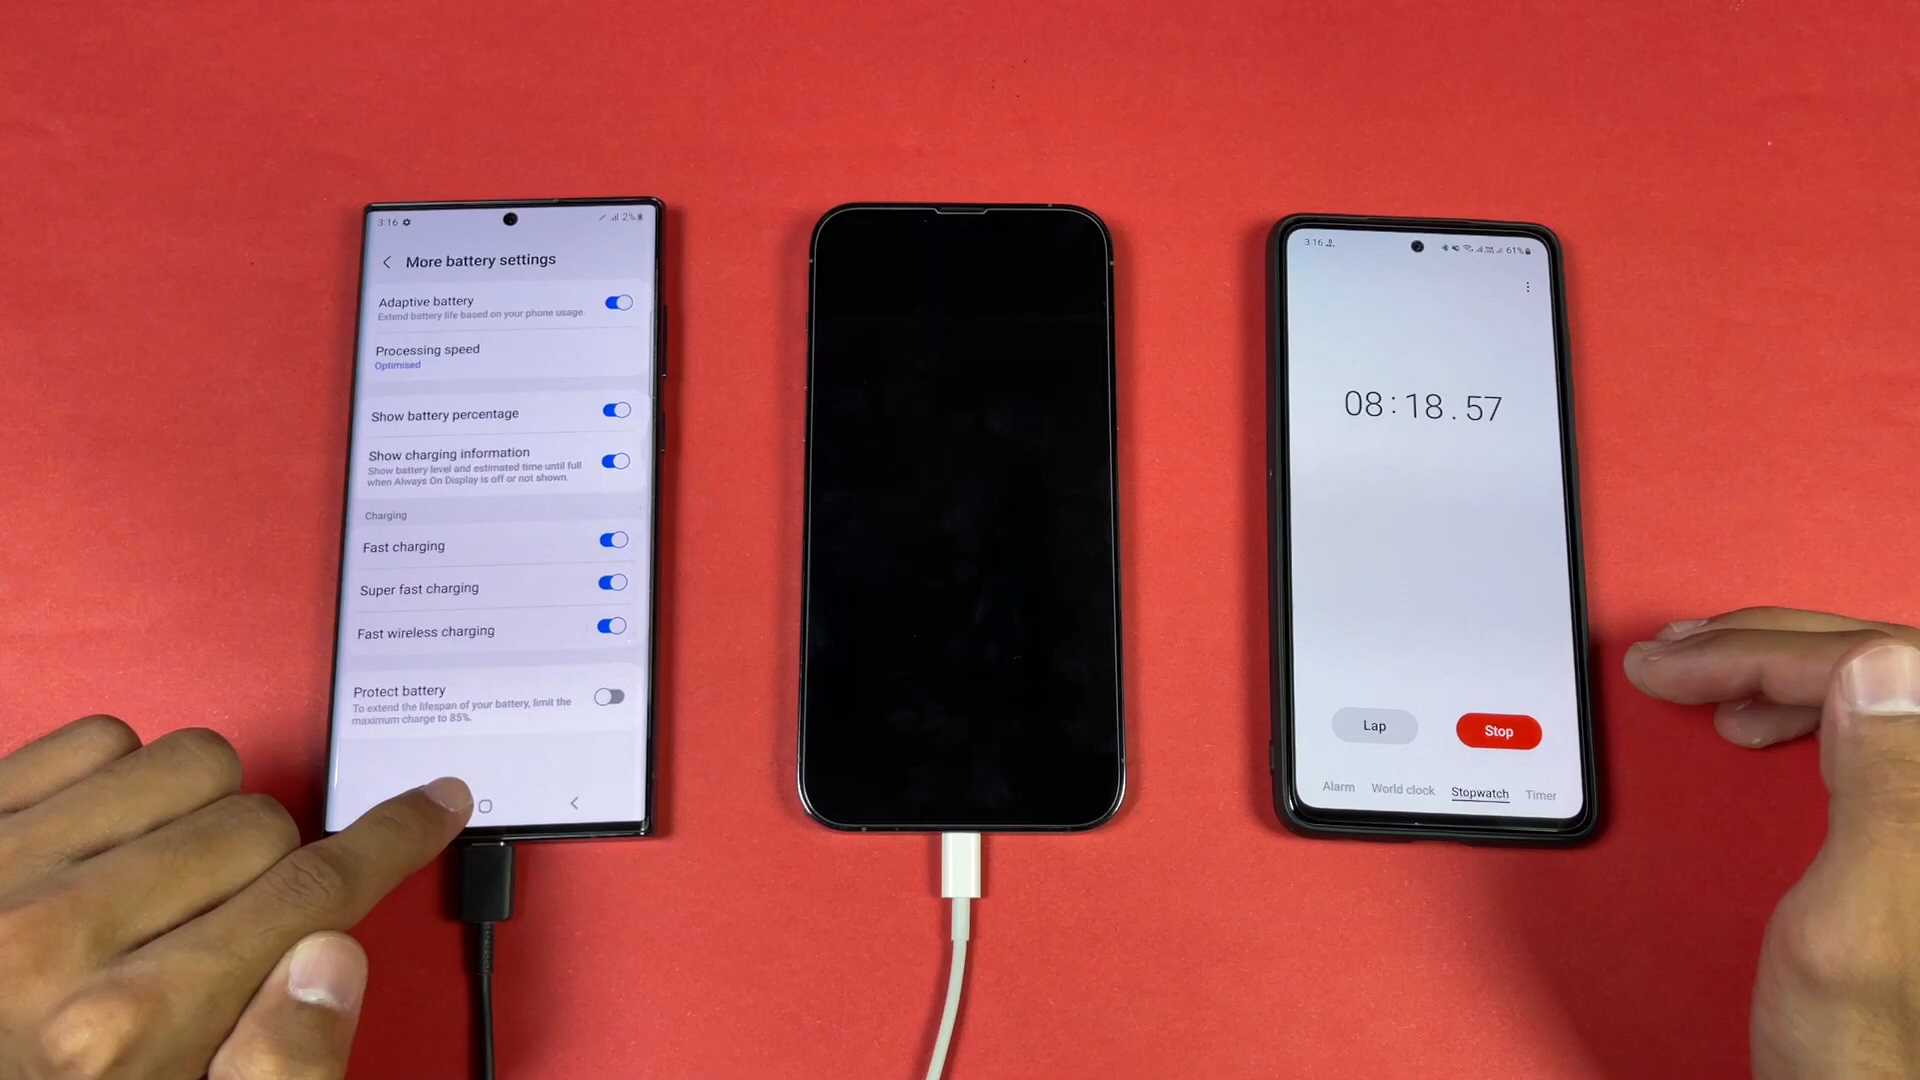 3:16
2%
More battery settings
Adaptive battery
Extend battery life based on your phone usage.
Processing speed
Optimised
Show battery percentage
Show charging information
Show battery level and estimated time until full
when Always On Display is off or not shown.
Charging
Fast charging
Super fast charging
Fast wireless charging
Protect battery
To extend the lifespan of your battery, limit the
maximum charge to 85%.
3:16
61%
08:18.57
Lap
Stop
Alarm
World clock
Stopwatch
Timer